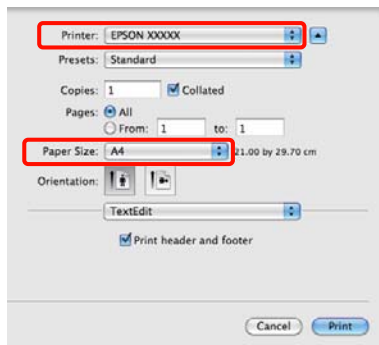 Printer: EPSON XXXXX
Presets: Standard
Copies: 1 Collated
Pages: All
From: 1 to: 1
Paper Size: A4 21.00 by 29.70 cm
Orientation:
TextEdit
Print header and footer
Cancel Print